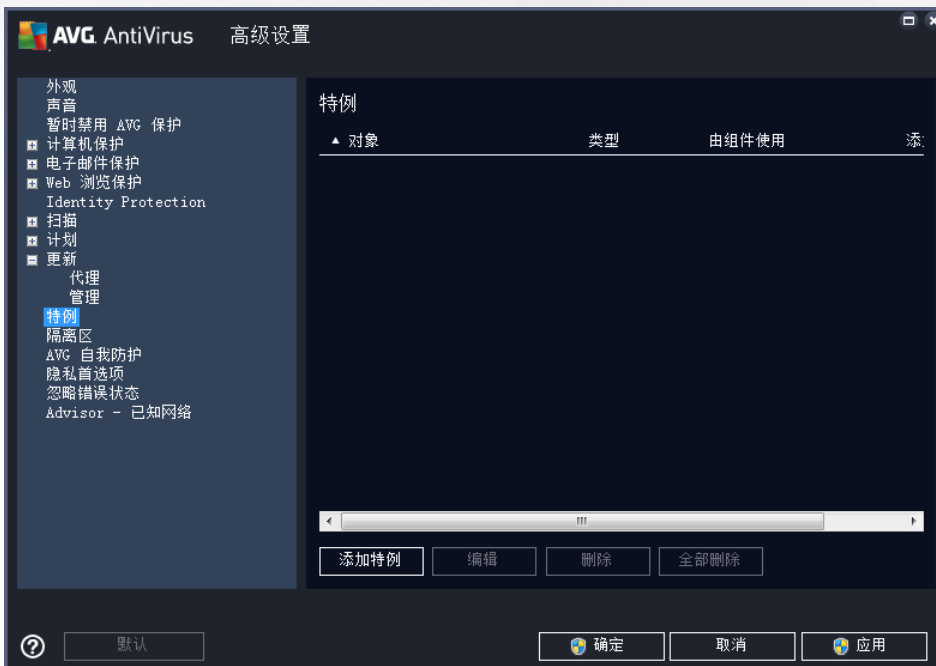 AVG AntiVirus 高级设置
外观
声音
暂时禁用 AVG 保护
计算机保护
电子邮件保护
Web 浏览保护
Identity Protection
扫描
计划
更新
代理
管理
特例
隔离区
AVG 自我防护
隐私首选项
忽略错误状态
Advisor - 已知网络
特例
对象 类型 由组件使用 添
添加特例 编辑 删除 全部删除
默认 确定 取消 应用